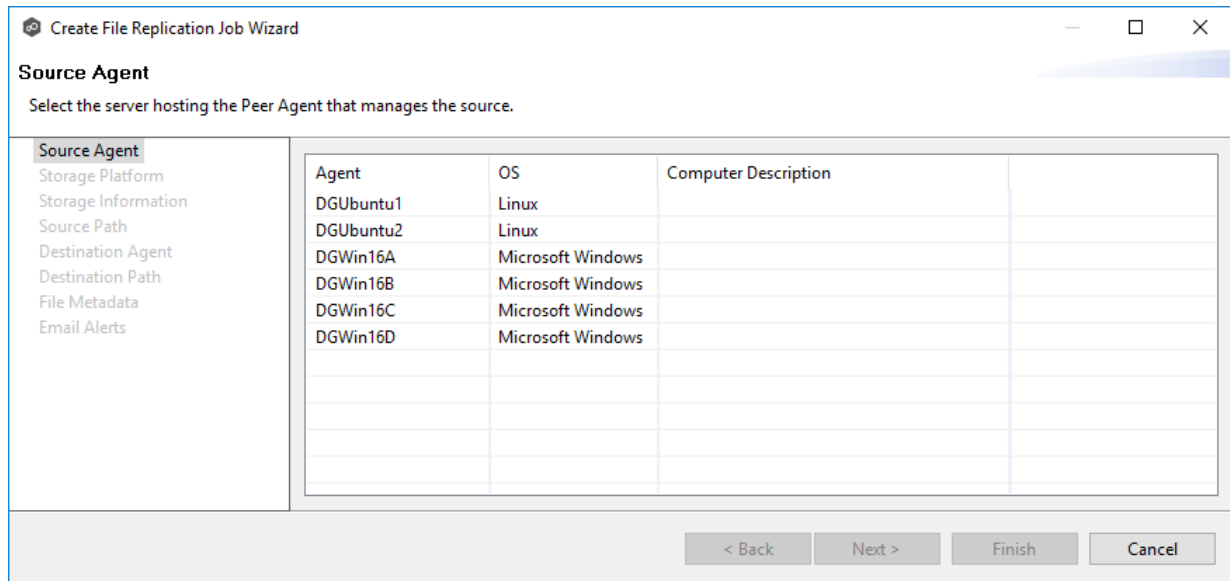 Create File Replication Job Wizard
Source Agent
Select the server hosting the Peer Agent that manages the source.
Source Agent
Storage Platform
Storage Information
Source Path
Destination Agent
Destination Path
File Metadata
Email Alerts
Agent OS Computer Description
DGUbuntu1 Linux
DGUbuntu2 Linux
DGWin16A Microsoft Windows
DGWin16B Microsoft Windows
DGWin16C Microsoft Windows
DGWin16D Microsoft Windows
< Back Next > Finish Cancel